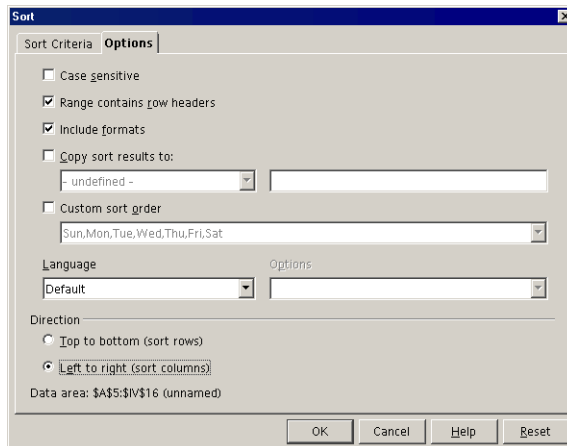 Sort
Sort Criteria Options
Case sensitive
Range contains row headers
Include formats
Copy sort results to:
- undefined -
Custom sort order
Sun,Mon,Tue,Wed,Thu,Fri,Sat
Language Options
Default
Direction
Top to bottom (sort rows)
Left to right (sort columns)
Data area: $A$5:$IV$16 (unnamed)
OK Cancel Help Reset